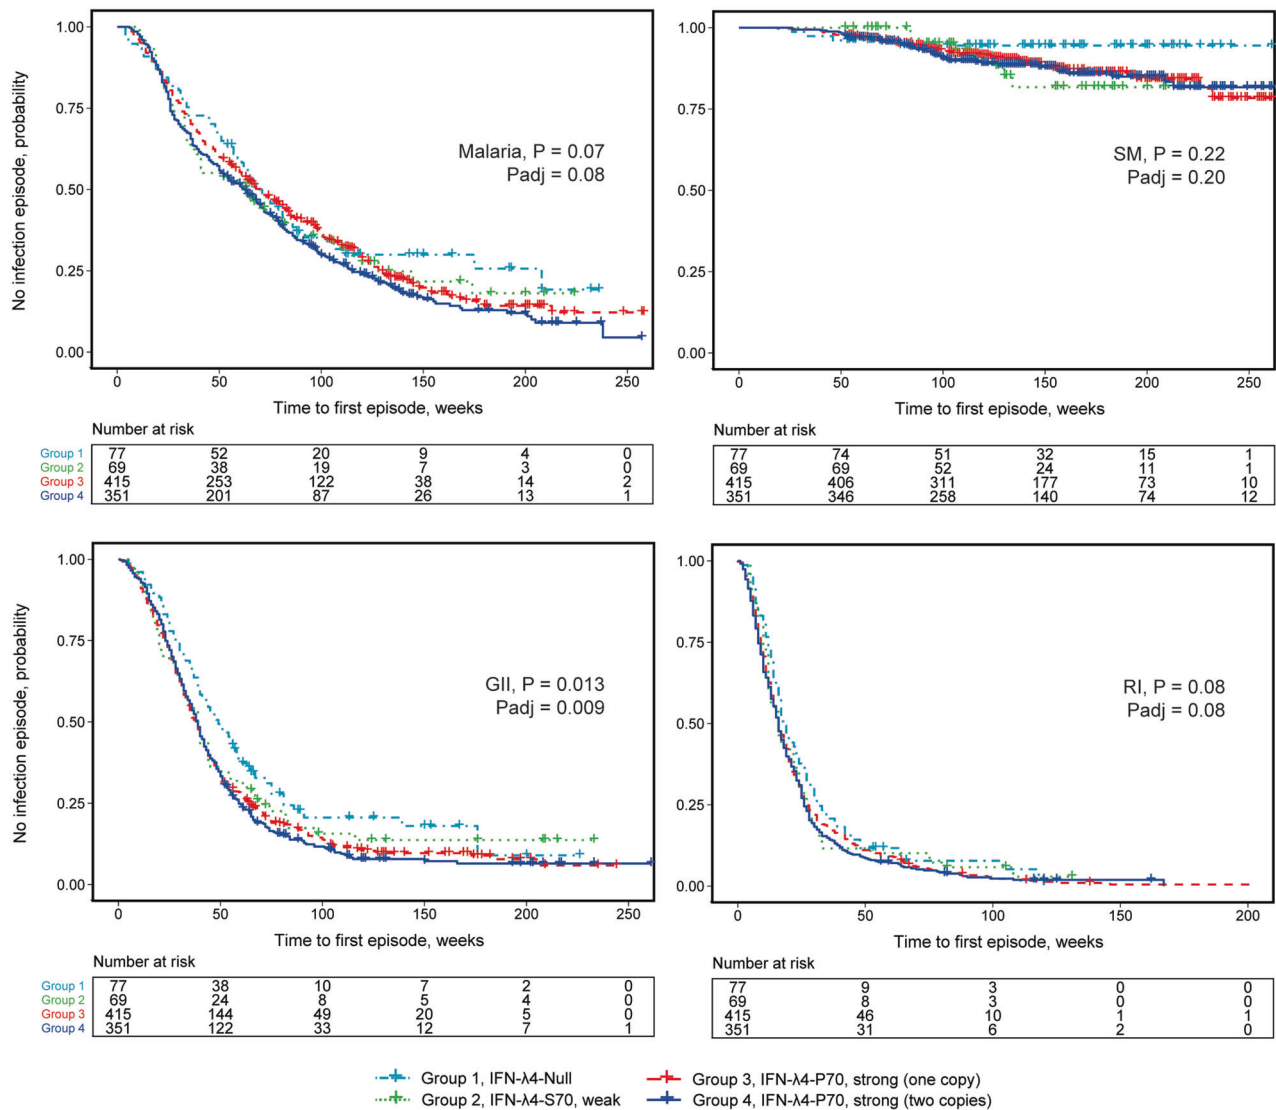 1.00
0.75
0.50
0.25
0.00
No infection episode, probability
Malaria, P = 0.07
Padj = 0.08
0 50 100 150 200 250
Time to first episode, weeks
Number at risk
Group 1 77 52 20 9 4 0
Group 2 69 38 19 7 3 0
Group 3 415 253 122 38 14 2
Group 4 351 201 87 26 13 1
1.00
0.75
0.50
0.25
0.00
SM, P = 0.22
Padj = 0.20
0 50 100 150 200 250
Time to first episode, weeks
Number at risk
77 74 51 32 15 1
69 69 52 24 11 1
415 406 311 177 73 10
351 346 258 140 74 12
1.00
0.75
0.50
0.25
0.00
No infection episode, probability
GII, P = 0.013
Padj = 0.009
0 50 100 150 200 250
Time to first episode, weeks
Number at risk
Group 1 77 38 10 7 2 0
Group 2 69 24 8 5 4 0
Group 3 415 144 49 20 5 0
Group 4 351 122 33 12 7 1
1.00
0.75
0.50
0.25
0.00
RI, P = 0.08
Padj = 0.08
0 50 100 150 200
Time to first episode, weeks
Number at risk
77 9 3 0 0
69 8 3 0 0
415 46 10 1 1
351 31 6 2 0
Group 1, IFN-λ4-Null
Group 2, IFN-λ4-S70, weak
Group 3, IFN-λ4-P70, strong (one copy)
Group 4, IFN-λ4-P70, strong (two copies)